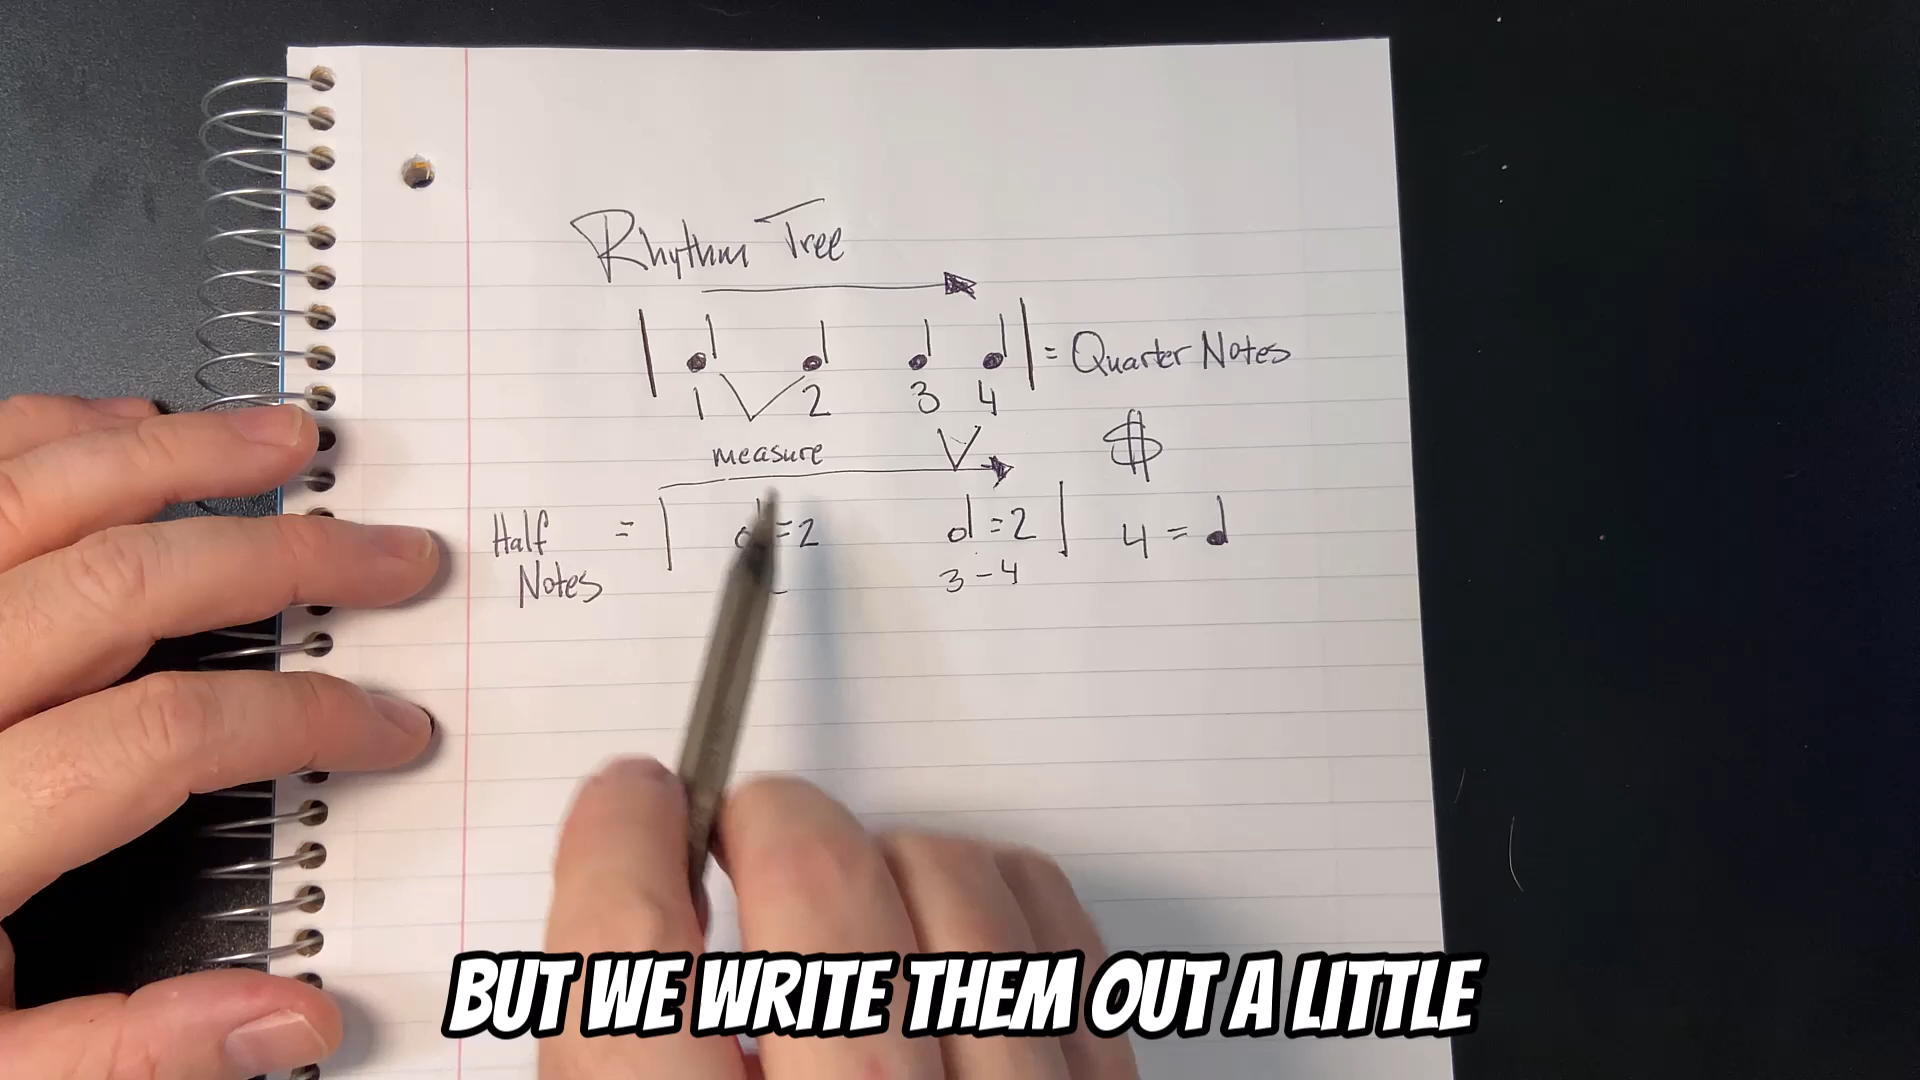 Rhythm Tree
= Quarter Notes
1 2 3 4
measure $
Half = =2 =2 4 =
Notes 3-4
BUT WE WRITE THEM OUT A LITTLE